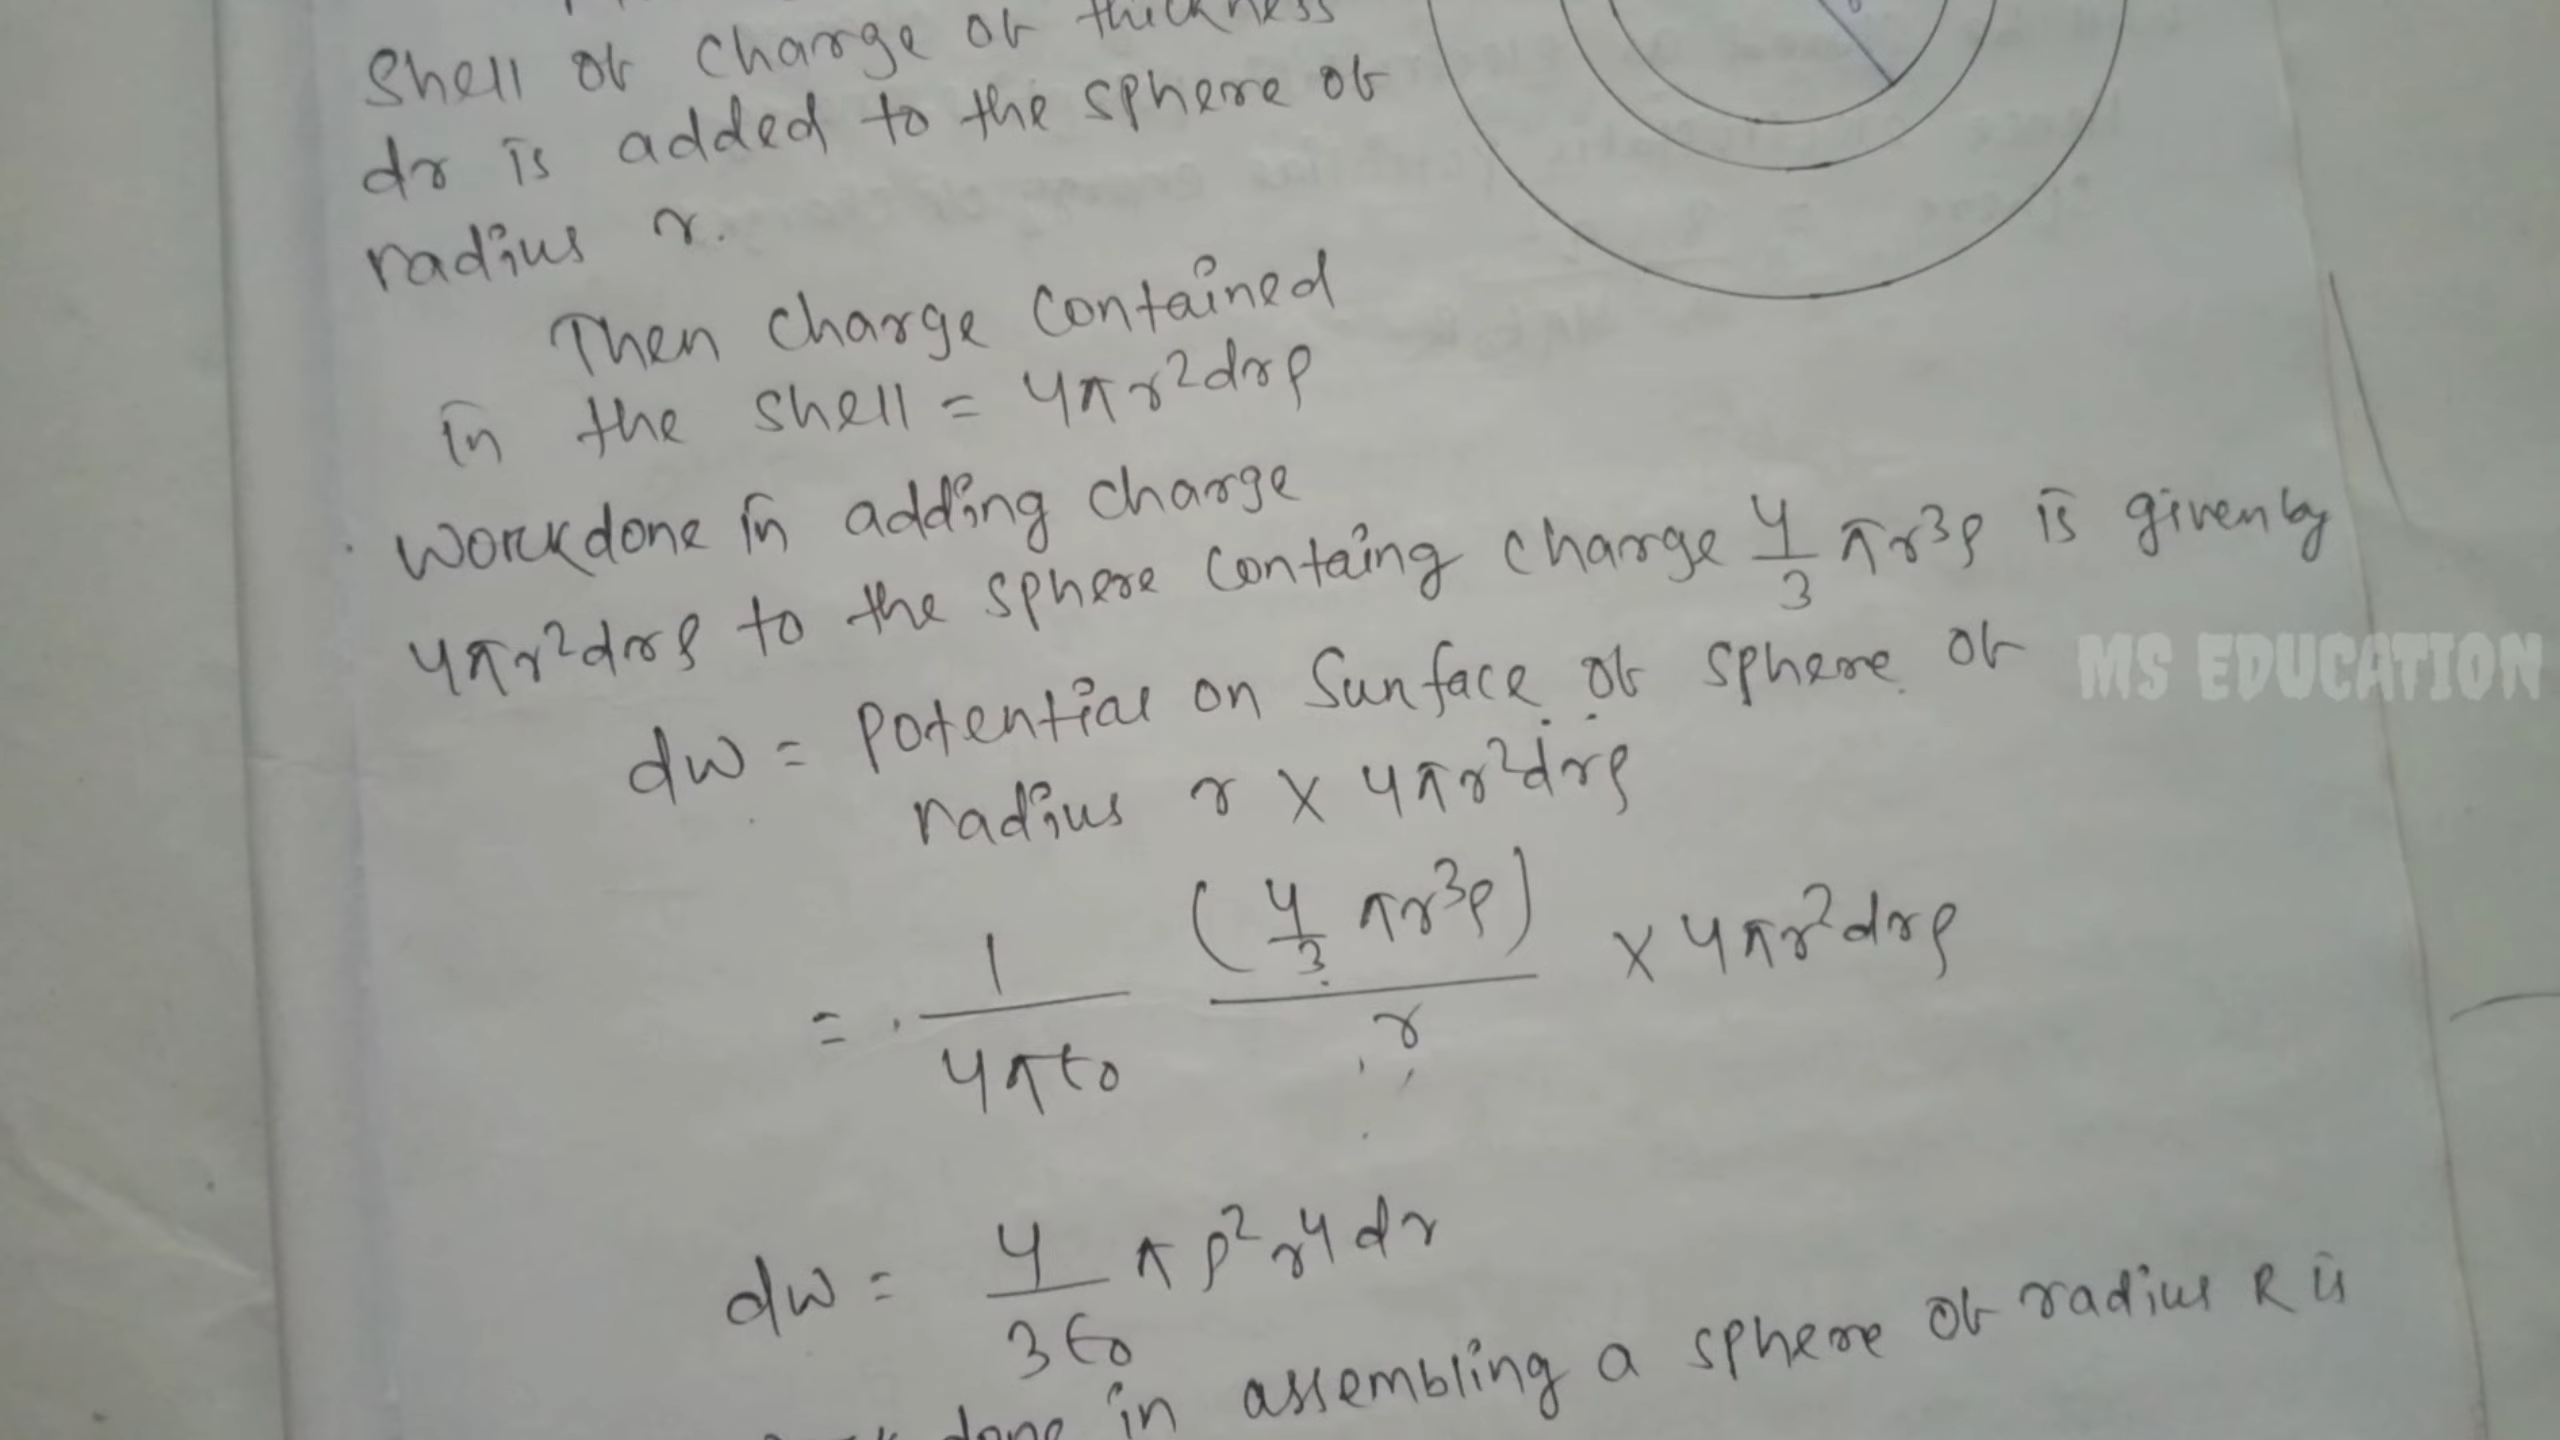 Shell of charge of thickness
dr is added to the sphere of
radius r.
Then charge contained
in the shell = 4πr²drρ
Workdone in adding charge
4πr²drρ to the sphere containg charge 4/3 πr³ρ is given by
dw = potential on Surface of sphere of
radius r × 4πr²drρ
= 1/4πε₀ (4/3 πr³ρ)/r × 4πr²drρ
dw = 4/3ε₀ πρ²r⁴dr
done in assembling a sphere of radius R is
MS EDUCATION